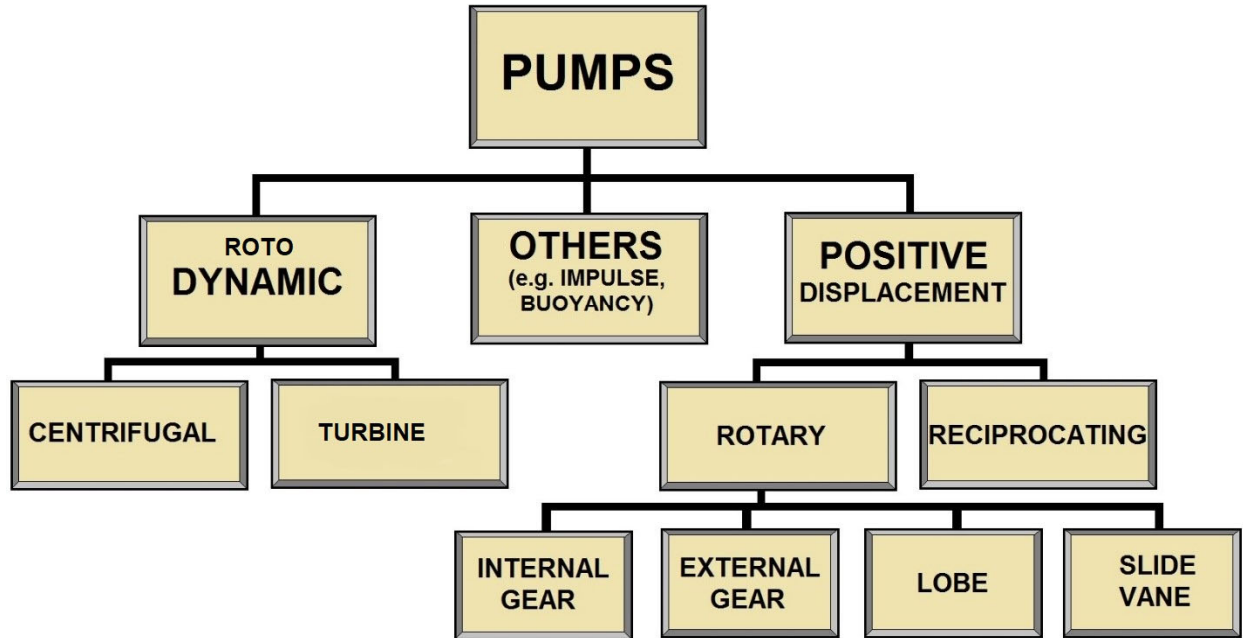 PUMPS
ROTO
DYNAMIC
OTHERS
(e.g. IMPULSE,
BUOYANCY)
POSITIVE
DISPLACEMENT
CENTRIFUGAL
TURBINE
ROTARY
RECIPROCATING
INTERNAL
GEAR
EXTERNAL
GEAR
LOBE
SLIDE
VANE